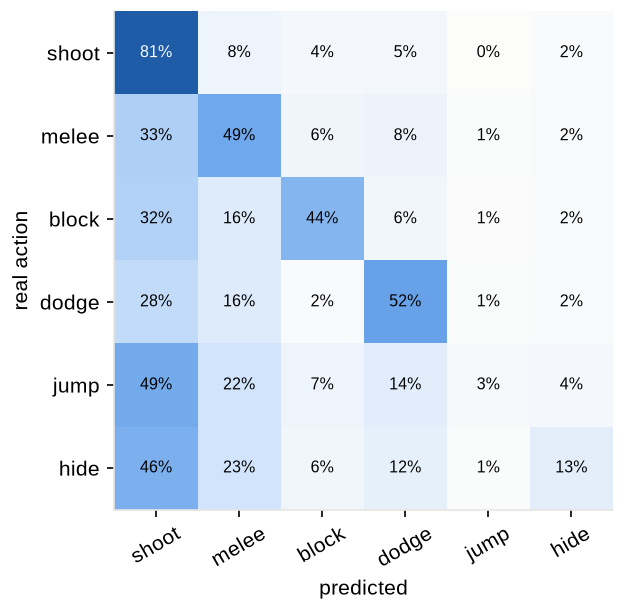 shoot 81% 8% 4% 5% 0% 2%
melee 33% 49% 6% 8% 1% 2%
block 32% 16% 44% 6% 1% 2%
dodge 28% 16% 2% 52% 1% 2%
jump 49% 22% 7% 14% 3% 4%
hide 46% 23% 6% 12% 1% 13%
real action
shoot melee block dodge jump hide
predicted